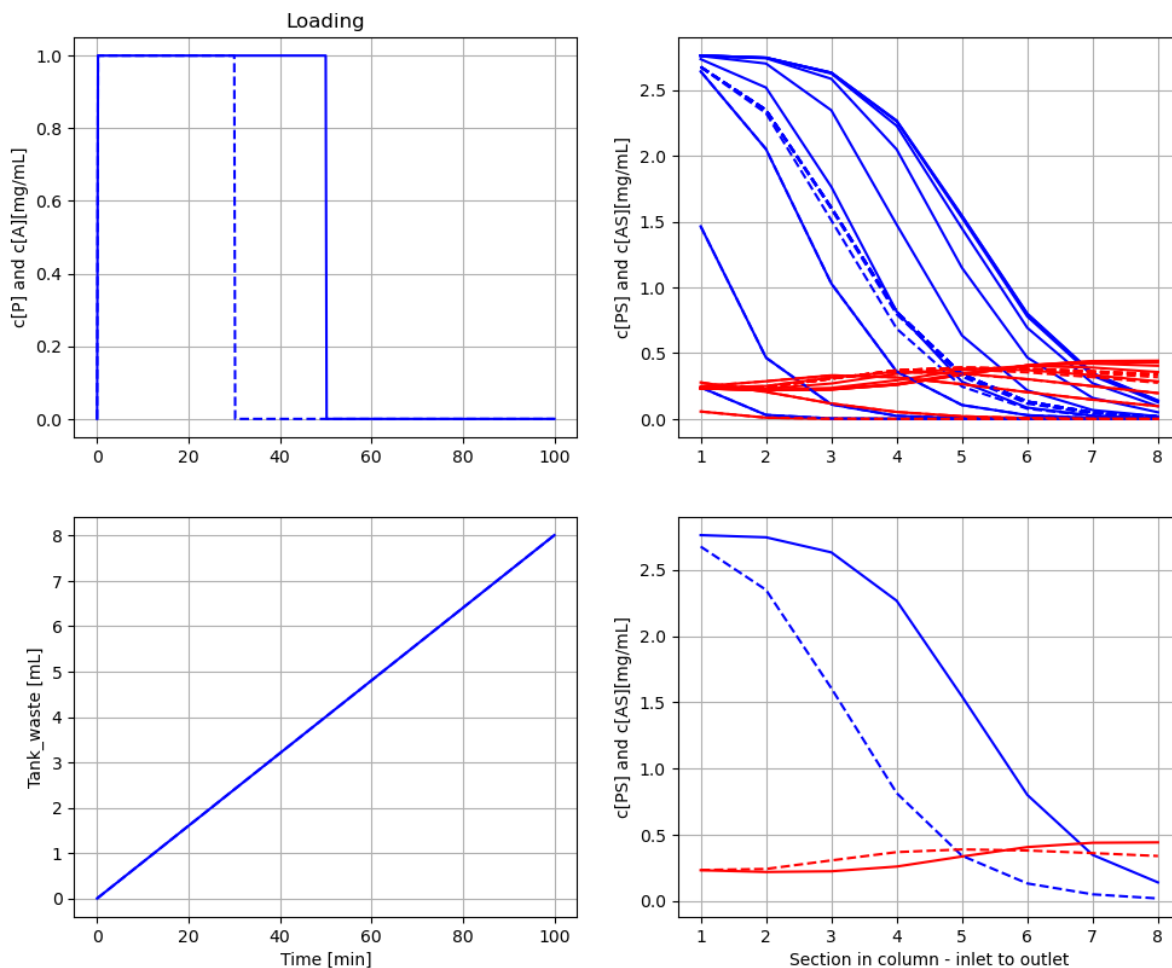 Loading
c[P] and c[A][mg/mL]
1.0
0.8
0.6
0.4
0.2
0.0
0 20 40 60 80 100
c[PS] and c[AS][mg/mL]
2.5
2.0
1.5
1.0
0.5
0.0
1 2 3 4 5 6 7 8
Tank_waste [mL]
8
7
6
5
4
3
2
1
0
0 20 40 60 80 100
Time [min]
c[PS] and c[AS][mg/mL]
2.5
2.0
1.5
1.0
0.5
0.0
1 2 3 4 5 6 7 8
Section in column - inlet to outlet